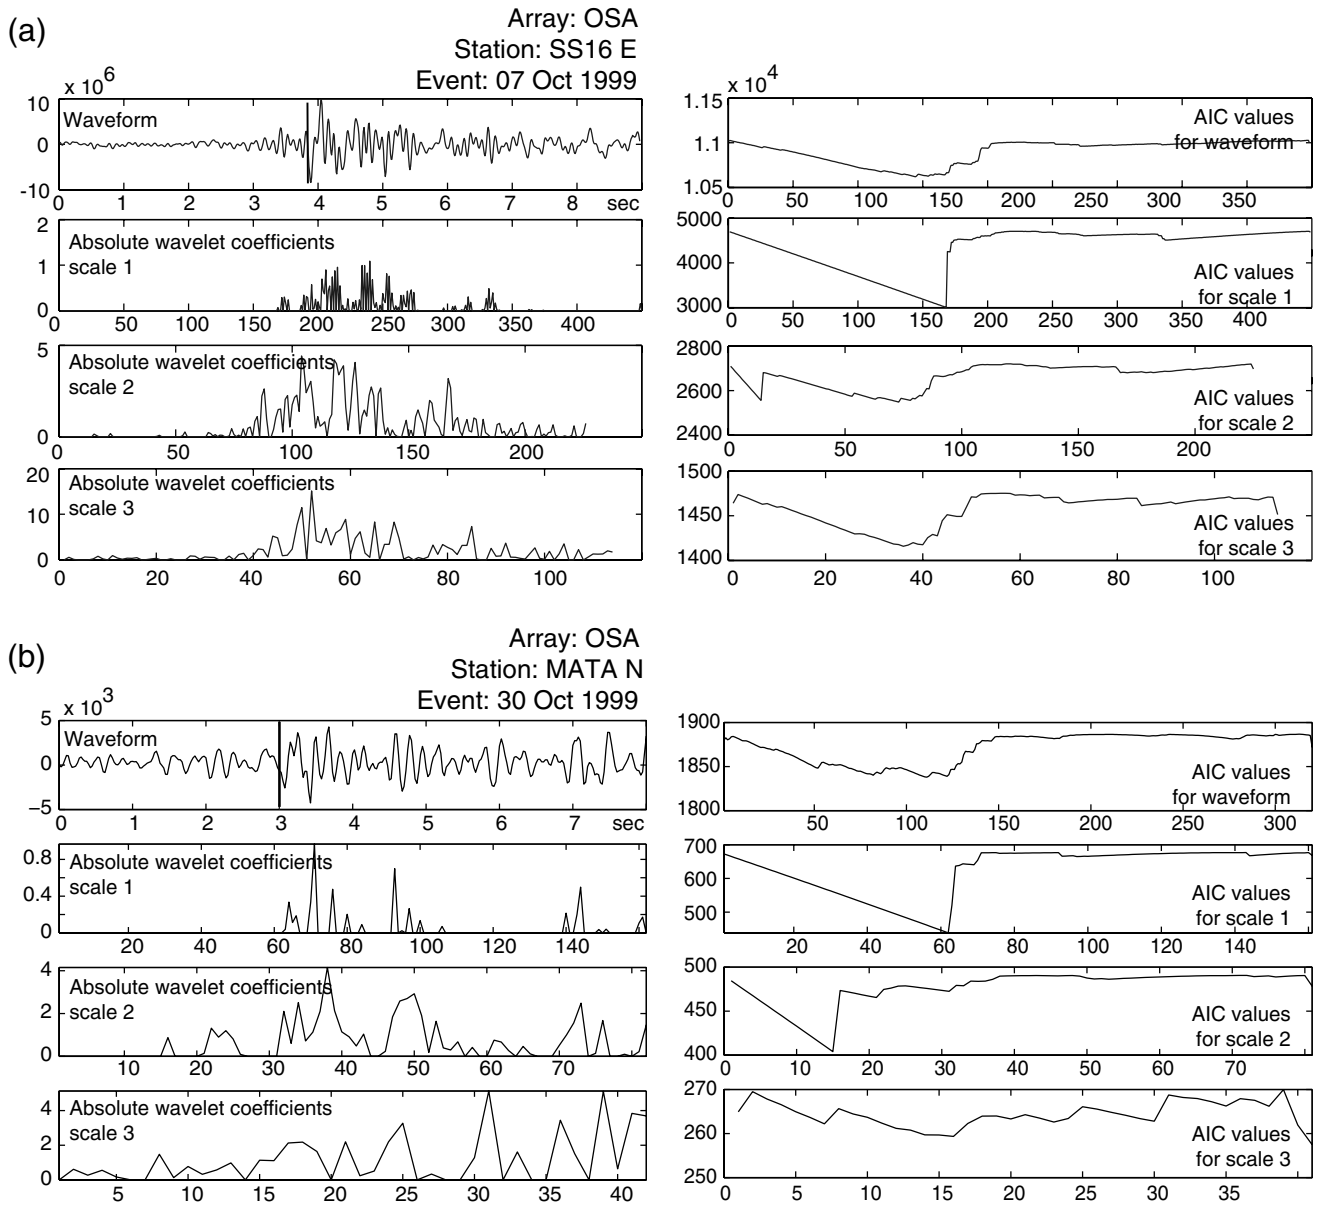 (a)
Array: OSA
Station: SS16 E
Event: 07 Oct 1999
x 10^6
10
0
-10
Waveform
0 1 2 3 4 5 6 7 8 sec
x 10^4
1.15
1.1
1.05
AIC values
for waveform
0 50 100 150 200 250 300 350
2
1
0
Absolute wavelet coefficients
scale 1
0 50 100 150 200 250 300 350 400
5000
4000
3000
AIC values
for scale 1
0 50 100 150 200 250 300 350 400
5
0
Absolute wavelet coefficients
scale 2
50 100 150 200
2800
2600
2400
AIC values
for scale 2
0 50 100 150 200
20
10
0
Absolute wavelet coefficients
scale 3
0 20 40 60 80 100
1500
1450
1400
AIC values
for scale 3
0 20 40 60 80 100
(b)
Array: OSA
Station: MATA N
Event: 30 Oct 1999
x 10^3
5
0
−5
Waveform
0 1 2 3 4 5 6 7 sec
1900
1850
1800
AIC values
for waveform
50 100 150 200 250 300
0.8
0.4
0
Absolute wavelet coefficients
scale 1
20 40 60 80 100 120 140
700
600
500
AIC values
for scale 1
20 40 60 80 100 120 140
4
2
0
Absolute wavelet coefficients
scale 2
10 20 30 40 50 60 70
500
450
400
AIC values
for scale 2
0 10 20 30 40 50 60 70
4
2
0
Absolute wavelet coefficients
scale 3
5 10 15 20 25 30 35 40
270
260
250
AIC values
for scale 3
0 5 10 15 20 25 30 35